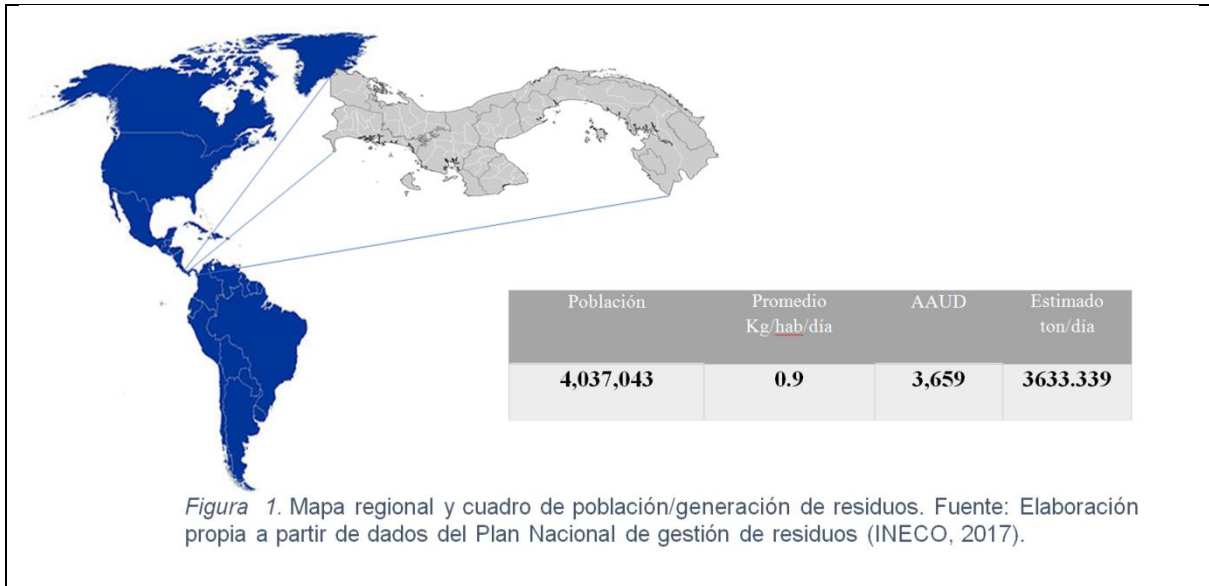 Población Promedio AAUD Estimado
Kg/hab/día ton/día
4,037,043 0.9 3,659 3633.339
Figura 1. Mapa regional y cuadro de población/generación de residuos. Fuente: Elaboración
propia a partir de dados del Plan Nacional de gestión de residuos (INECO, 2017).